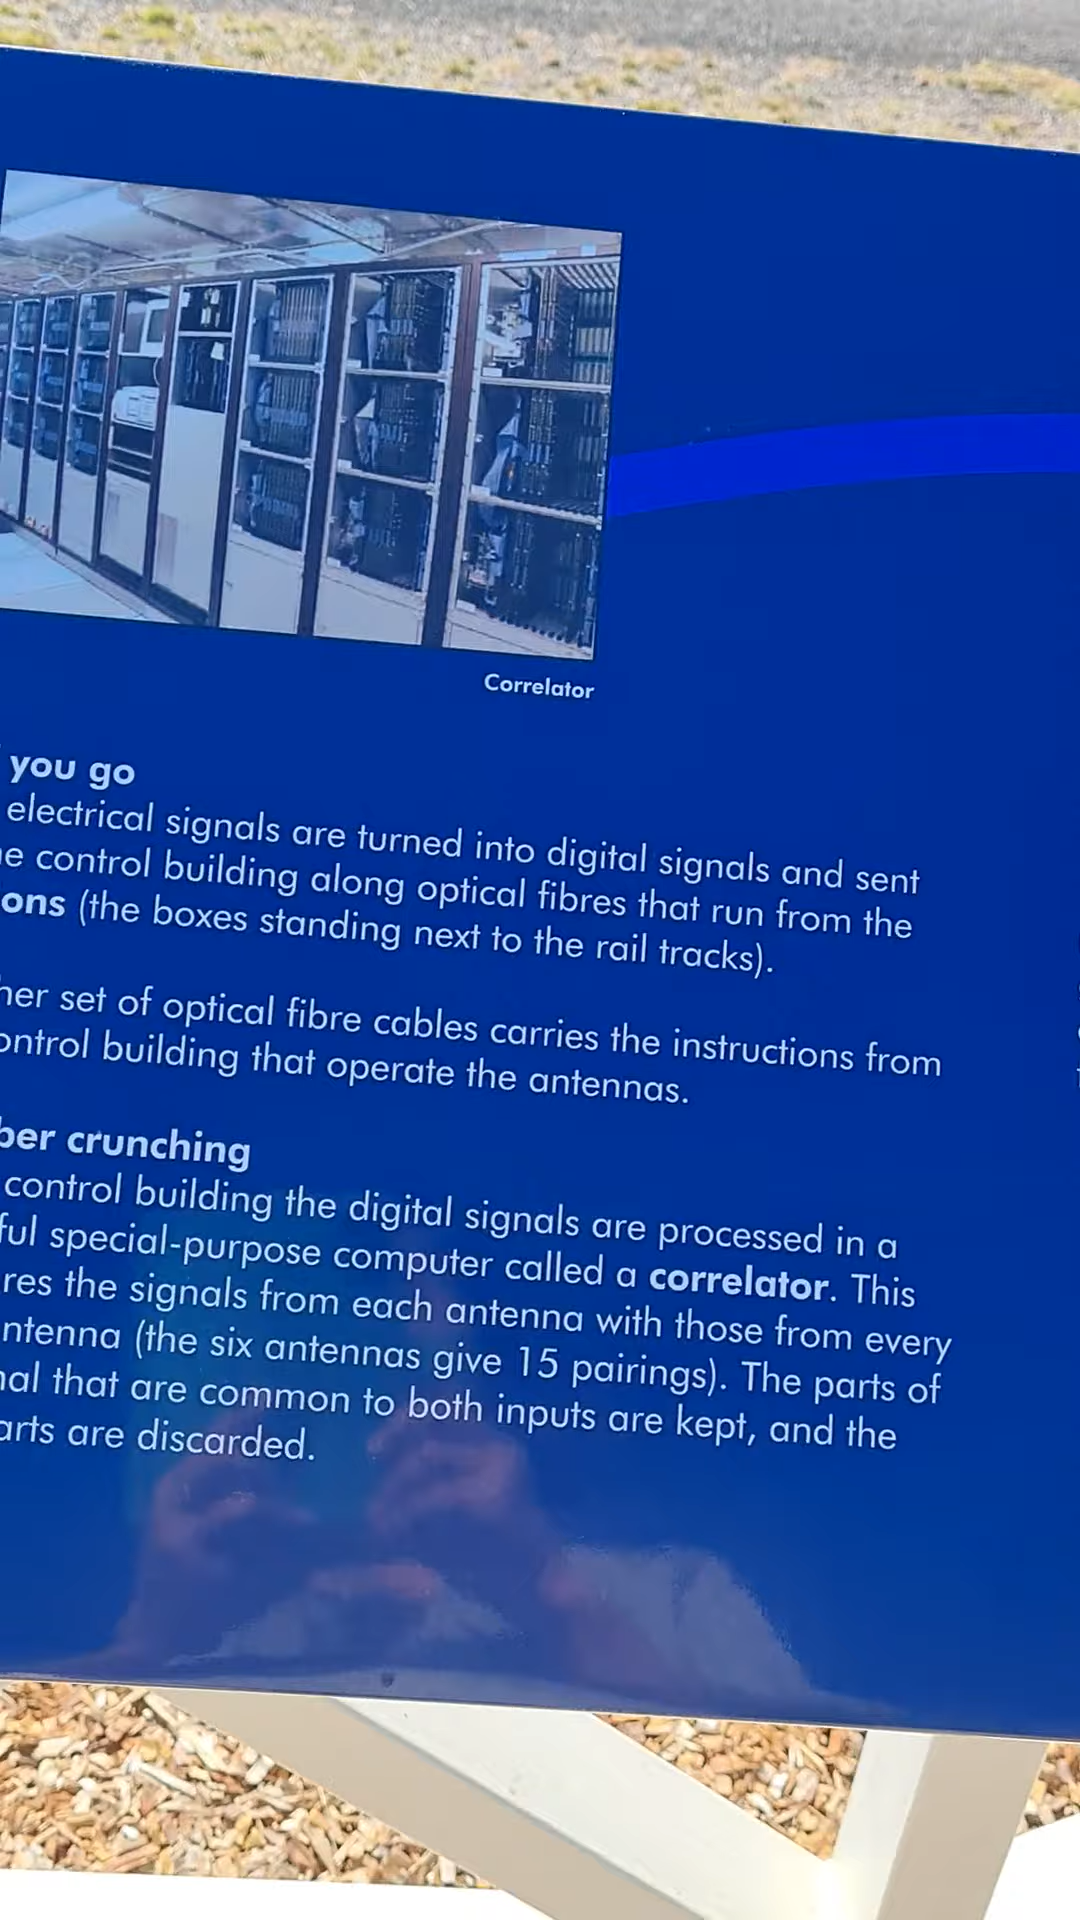 Correlator
you go
electrical signals are turned into digital signals and sent
e control building along optical fibres that run from the
ons (the boxes standing next to the rail tracks).
her set of optical fibre cables carries the instructions from
ontrol building that operate the antennas.
ber crunching
control building the digital signals are processed in a
ful special-purpose computer called a correlator. This
res the signals from each antenna with those from every
ntenna (the six antennas give 15 pairings). The parts of
nal that are common to both inputs are kept, and the
arts are discarded.